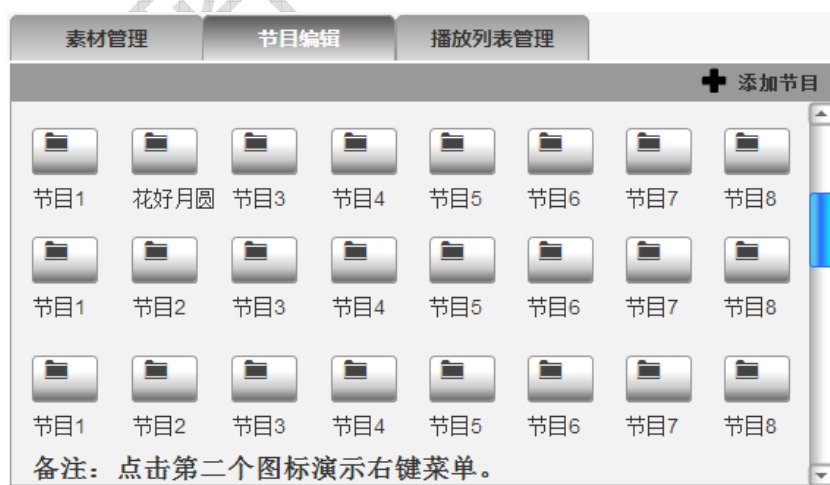 素材管理 节目编辑 播放列表管理
添加节目
节目1 花好月圆 节目3 节目4 节目5 节目6 节目7 节目8
节目1 节目2 节目3 节目4 节目5 节目6 节目7 节目8
节目1 节目2 节目3 节目4 节目5 节目6 节目7 节目8
备注：点击第二个图标演示右键菜单。